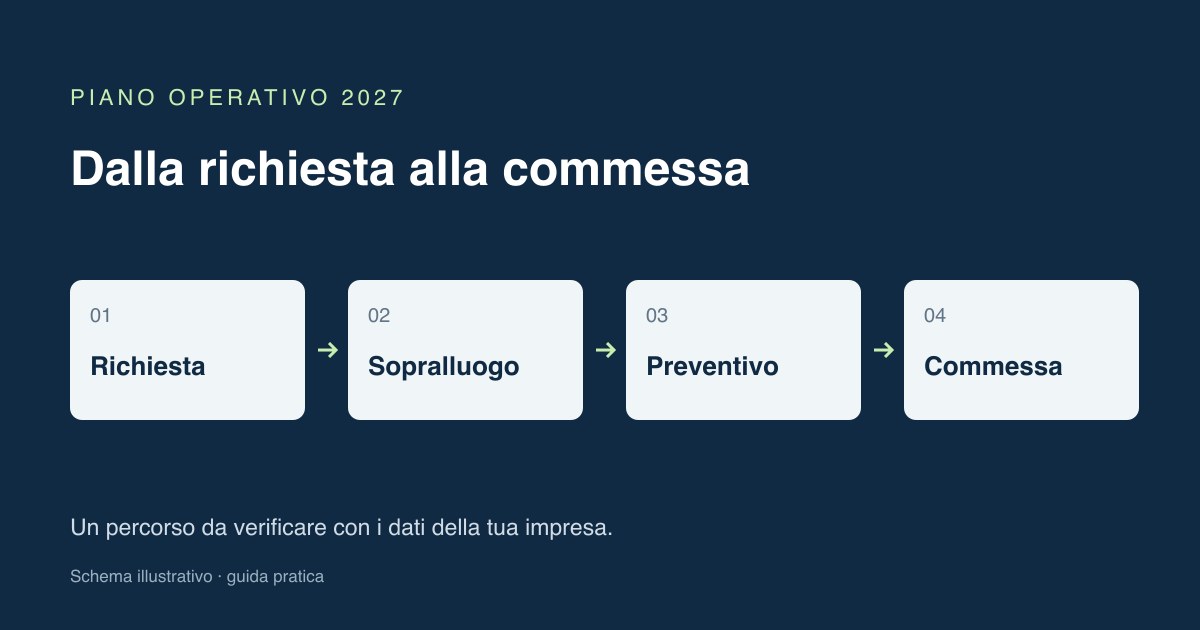 PIANO OPERATIVO 2027
Dalla richiesta alla commessa
01
Richiesta
→
02
Sopralluogo
→
03
Preventivo
→
04
Commessa
Un percorso da verificare con i dati della tua impresa.
Schema illustrativo · guida pratica